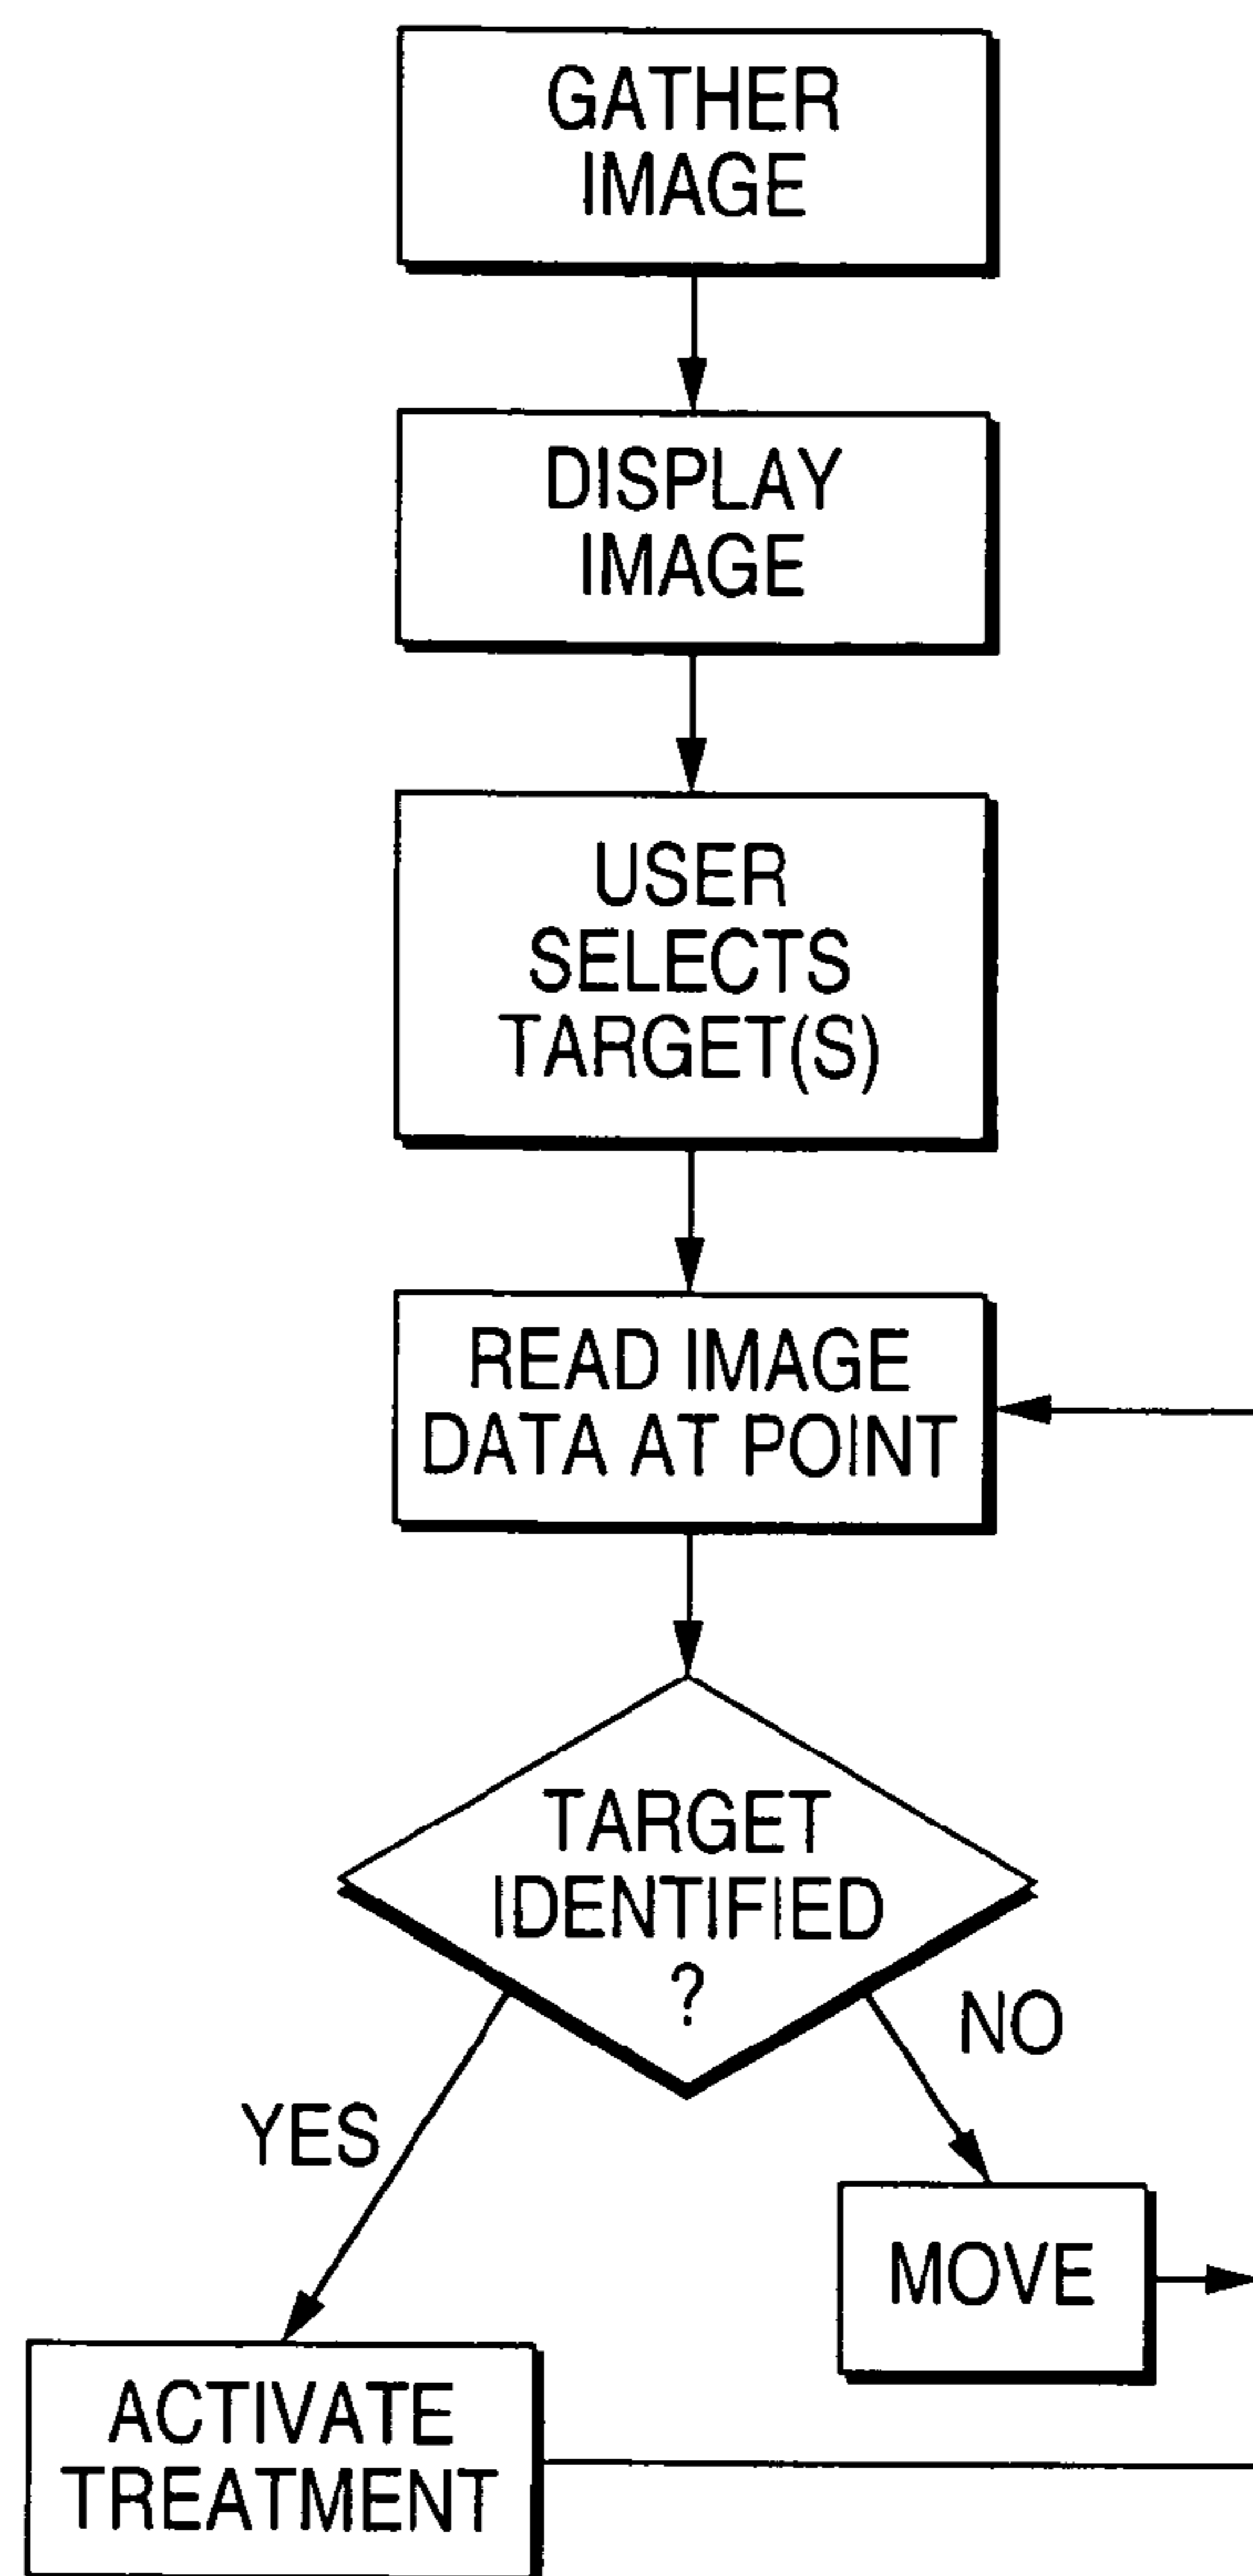 GATHER
IMAGE
DISPLAY
IMAGE
USER
SELECTS
TARGET(S)
READ IMAGE
DATA AT POINT
TARGET
IDENTIFIED
?
NO
YES
MOVE
ACTIVATE
TREATMENT